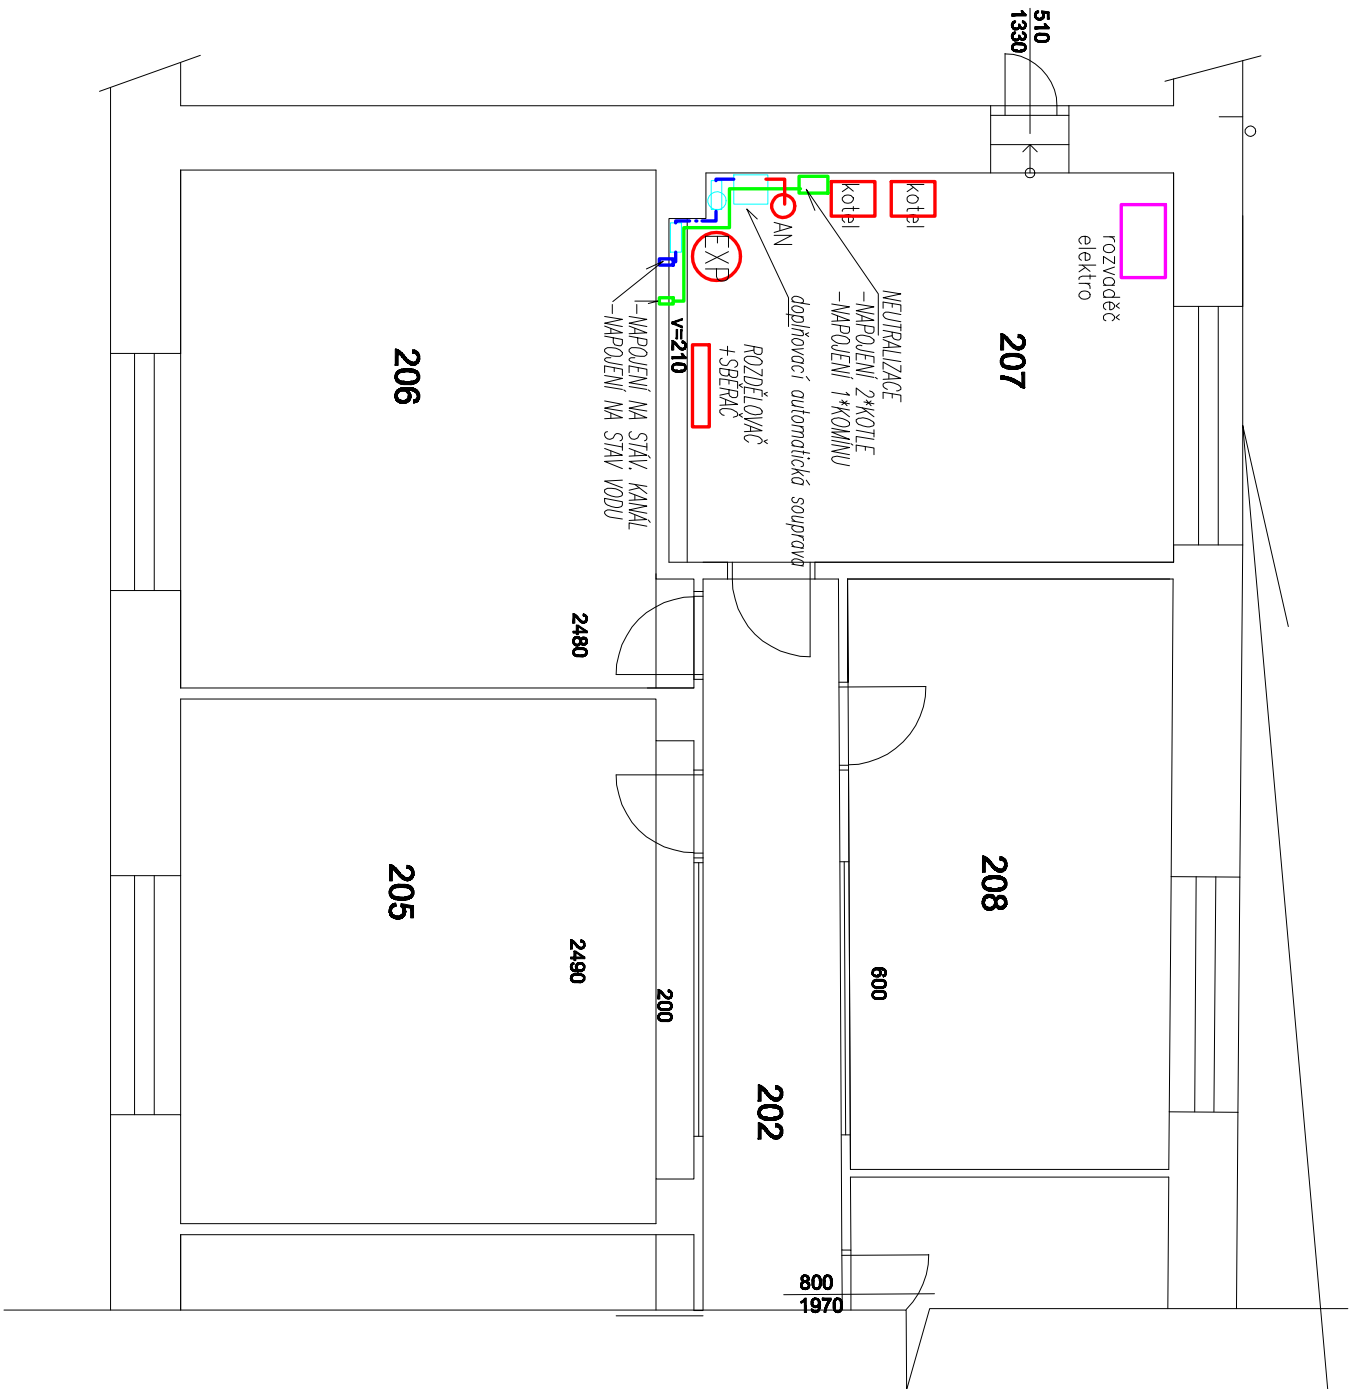 510
1330
kotel
kotel
rozvaděč
elektro
AN
EXP
NEUTRALIZACE
-NAPOJENÍ 2*KOTLE
-NAPOJENÍ 1*KOMÍNU
doplňovací automatická souprava
ROZDĚLOVAČ
+SBĚRAČ
v=210
-NAPOJENÍ NA STÁV. KANÁL
-NAPOJENÍ NA STÁV VODU
207
206
2480
208
205
2490
200
600
202
800
1970